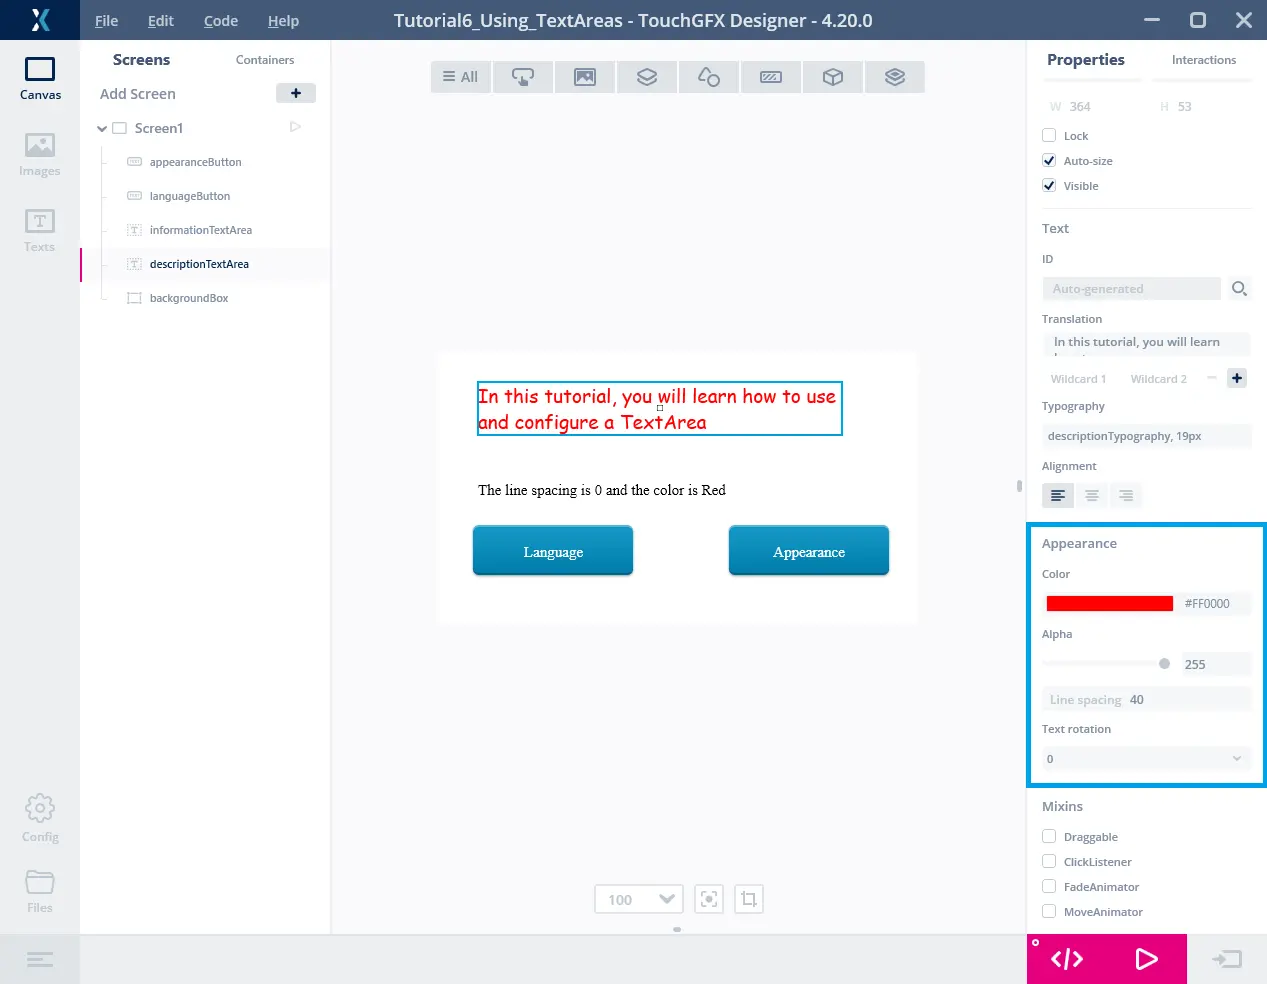 File Edit Code Help Tutorial6_Using_TextAreas - TouchGFX Designer - 4.20.0
Canvas
Images
Texts
Config
Files
Screens Containers
Add Screen
Screen1
appearanceButton
languageButton
informationTextArea
descriptionTextArea
backgroundBox
All
In this tutorial, you will learn how to use
and configure a TextArea
The line spacing is 0 and the color is Red
Language Appearance
100
Properties Interactions
W 364 H 53
Lock
Auto-size
Visible
Text
ID
Auto-generated
Translation
In this tutorial, you will learn
Wildcard 1 Wildcard 2
Typography
descriptionTypography, 19px
Alignment
Appearance
Color
#FF0000
Alpha
255
Line spacing 40
Text rotation
0
Mixins
Draggable
ClickListener
FadeAnimator
MoveAnimator